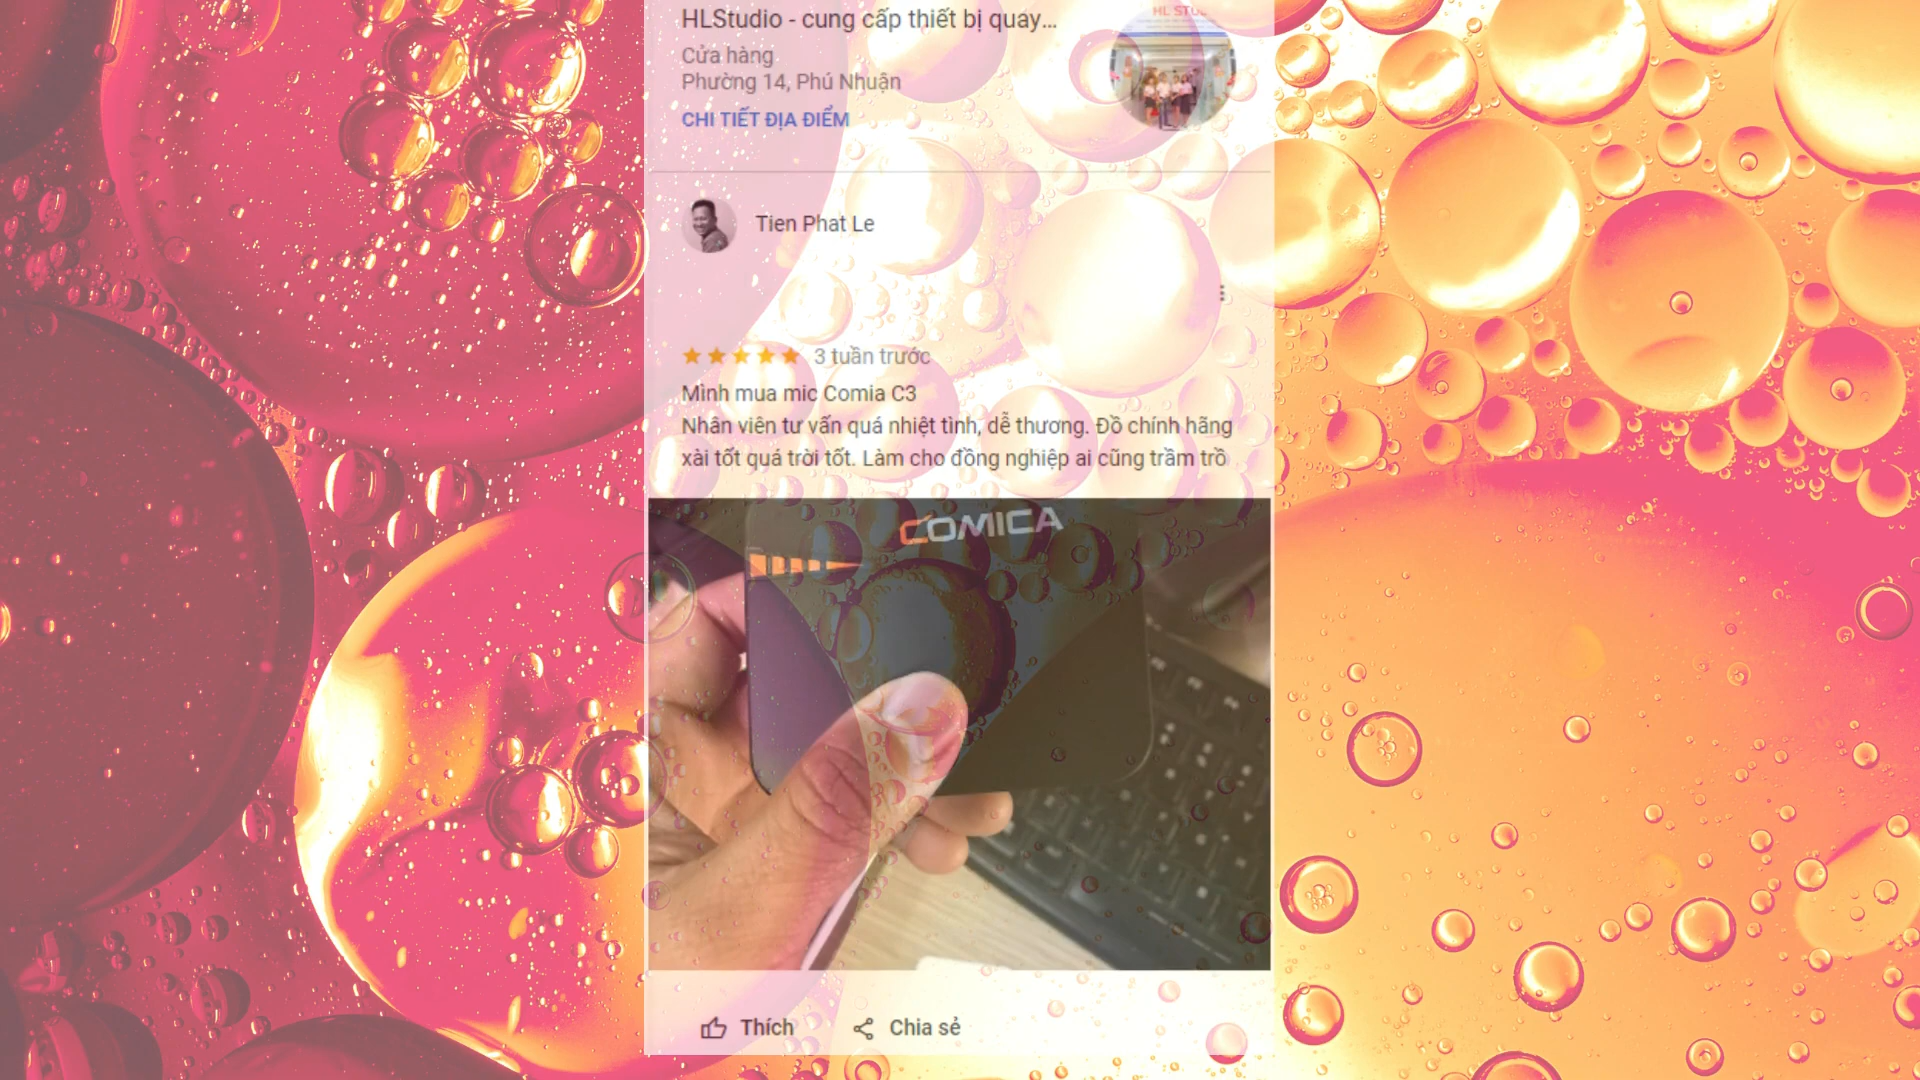 HL STU
HLStudio - cung cấp thiết bị quay...
Cửa hàng
Phường 14, Phú Nhuận
CHI TIẾT ĐỊA ĐIỂM
Tien Phat Le
3 tuần trước
Mình mua mic Comia C3
Nhân viên tư vấn quá nhiệt tình, dễ thương. Đồ chính hãng
xài tốt quá trời tốt. Làm cho đồng nghiệp ai cũng trầm trồ
COMICA
Thích
Chia sẻ